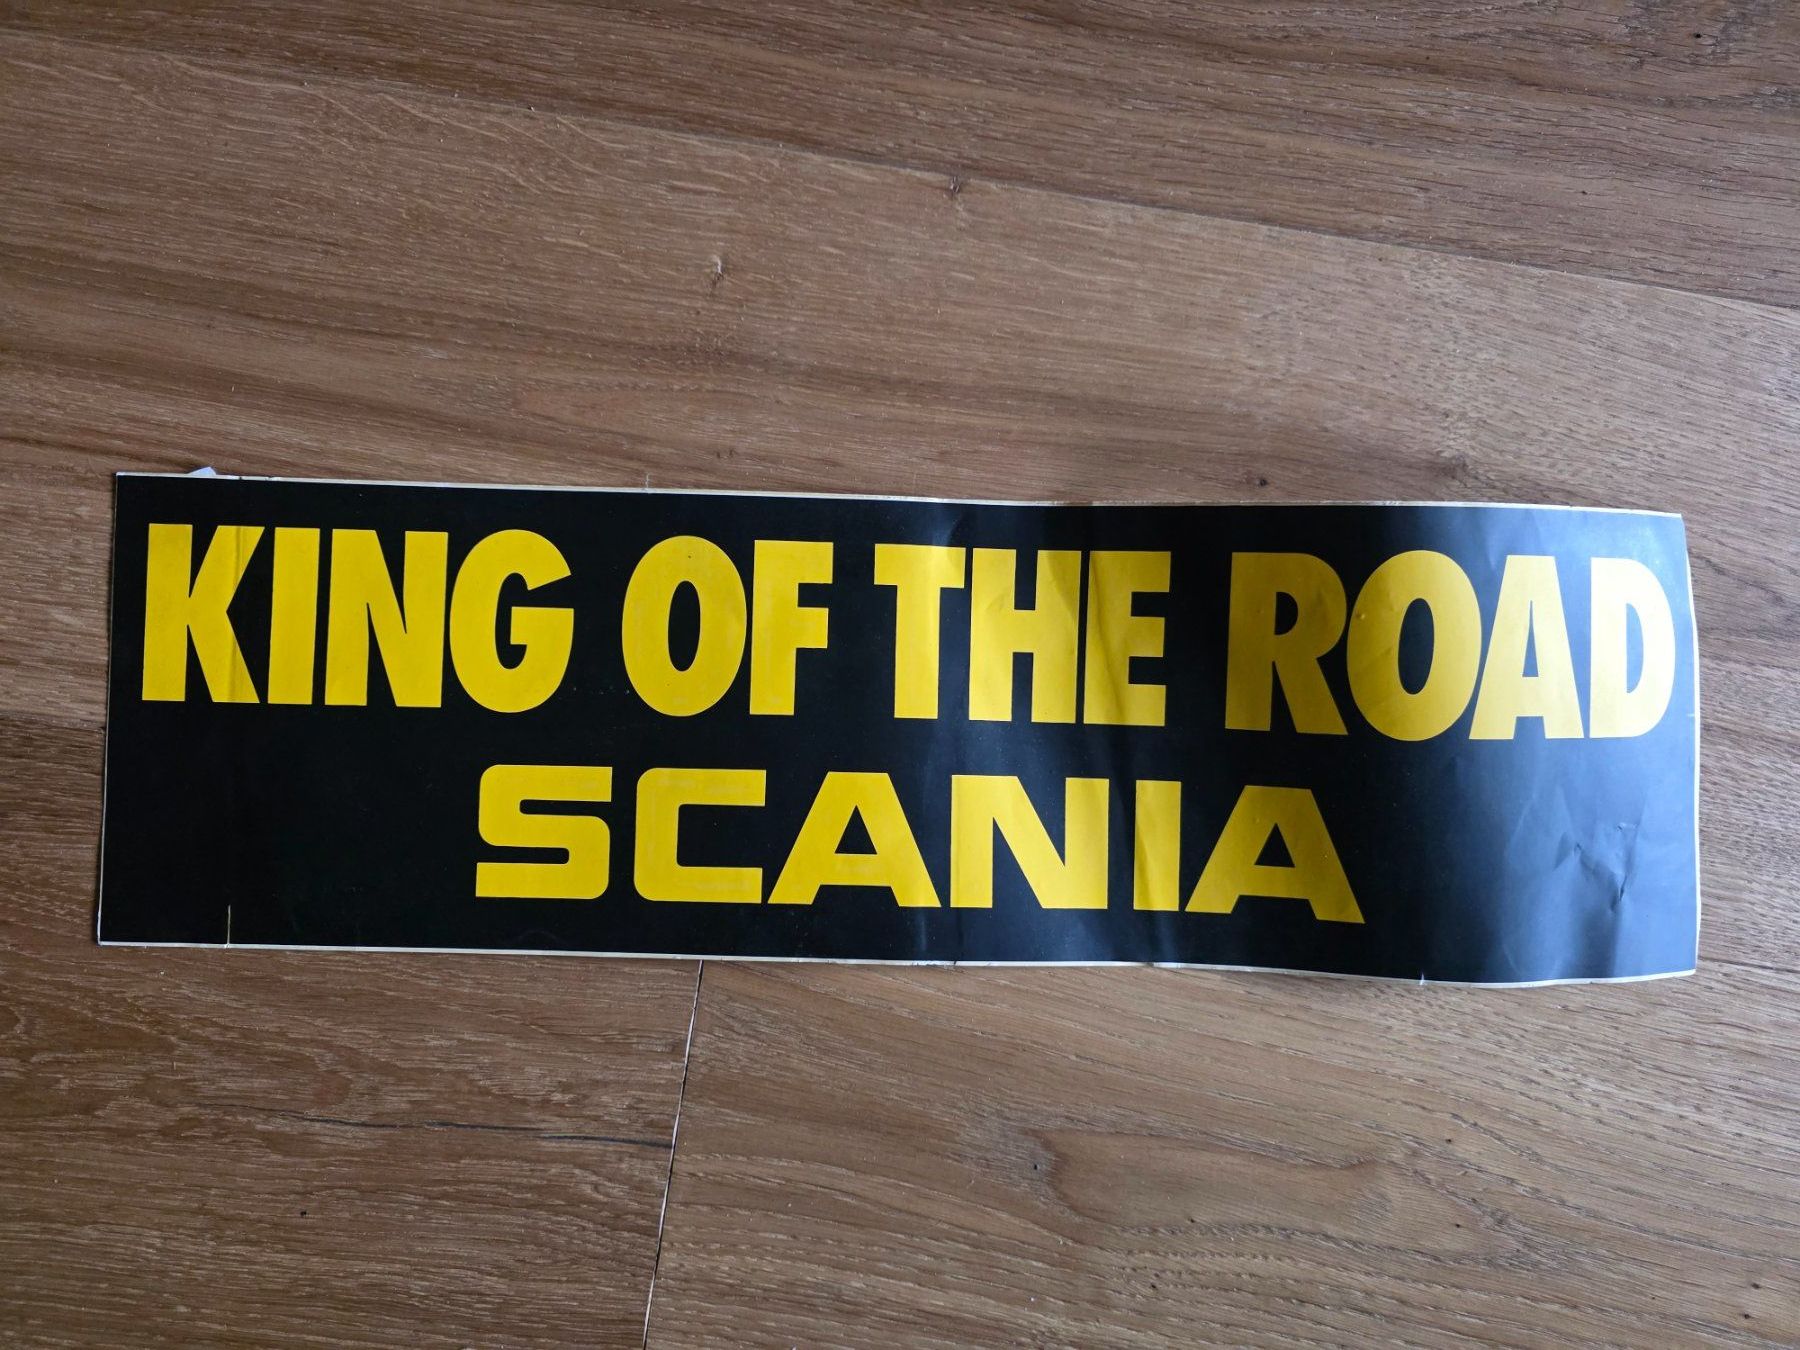 KING OF THE ROAD
SCANIA